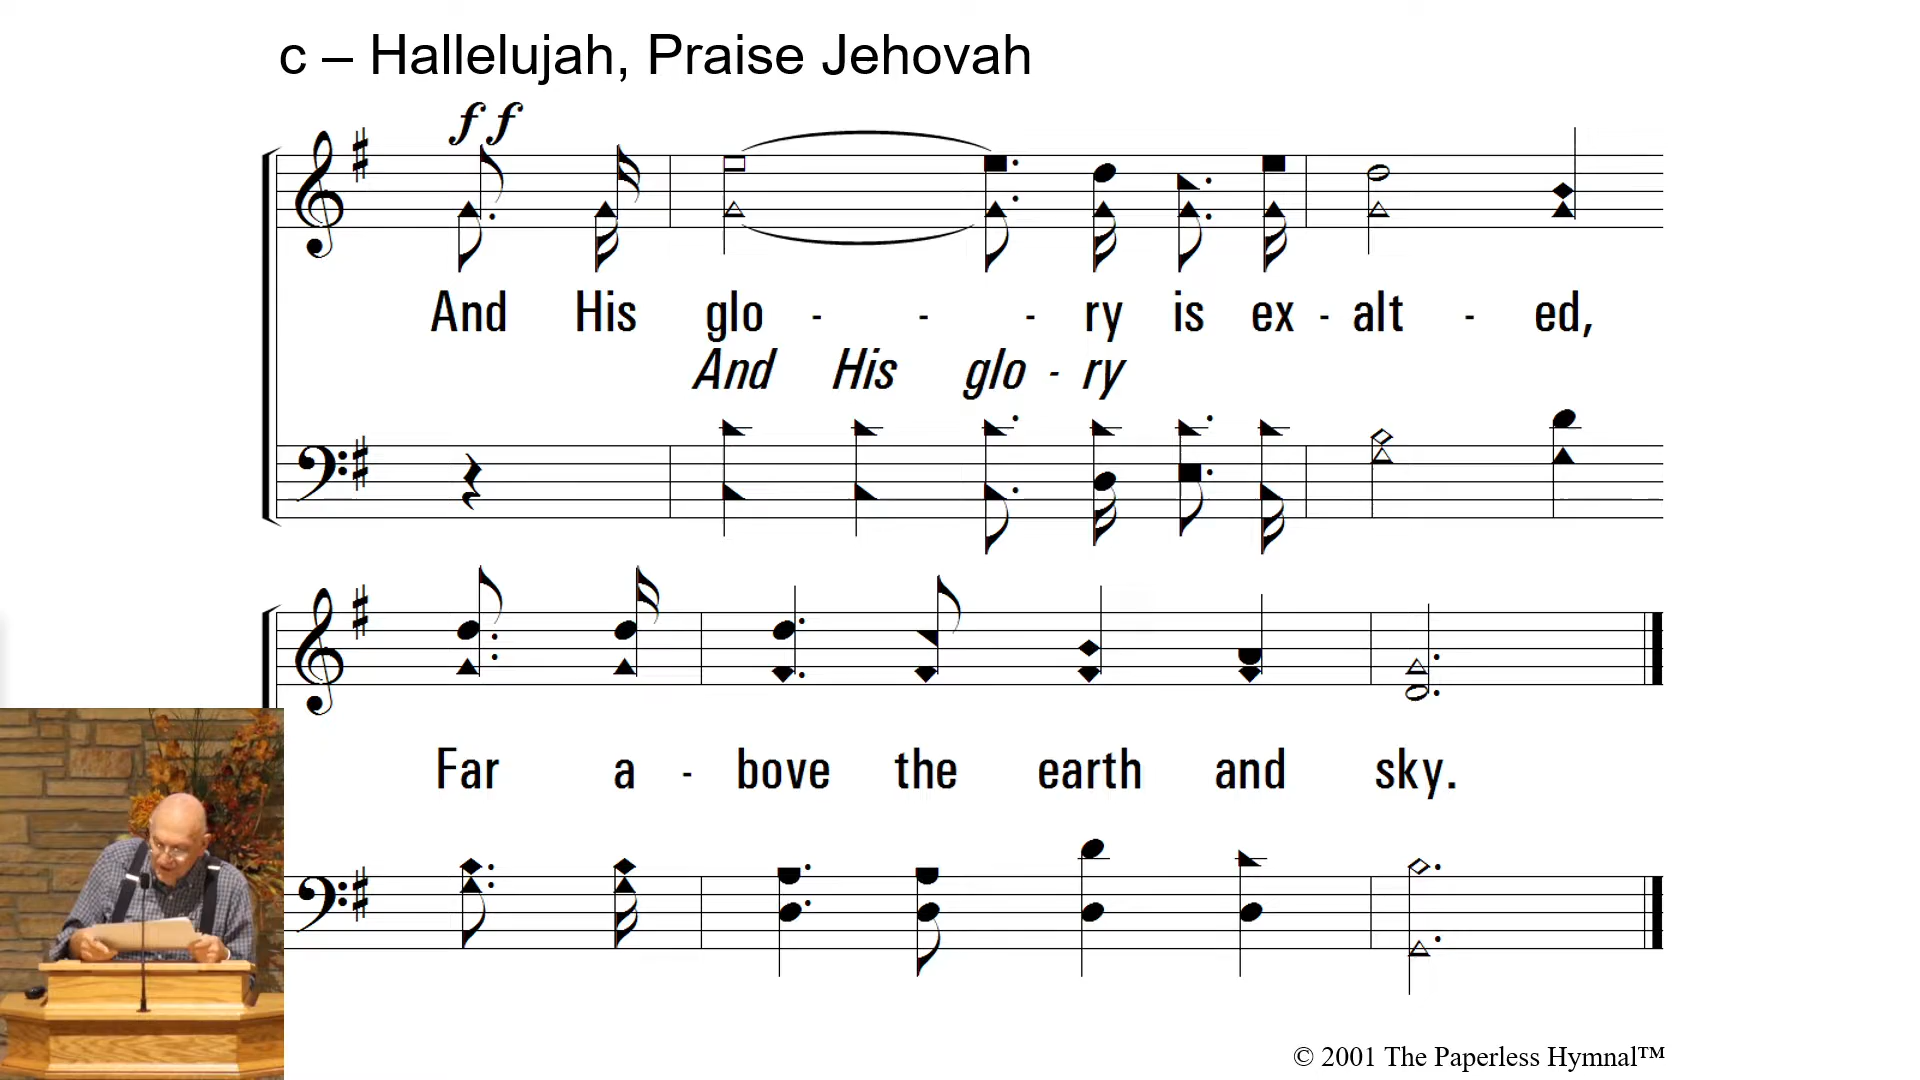 c – Hallelujah, Praise Jehovah
ff
And His glo - - - ry is ex - alt - ed,
And His glo - ry
Far a - bove the earth and sky.
© 2001 The Paperless Hymnal™